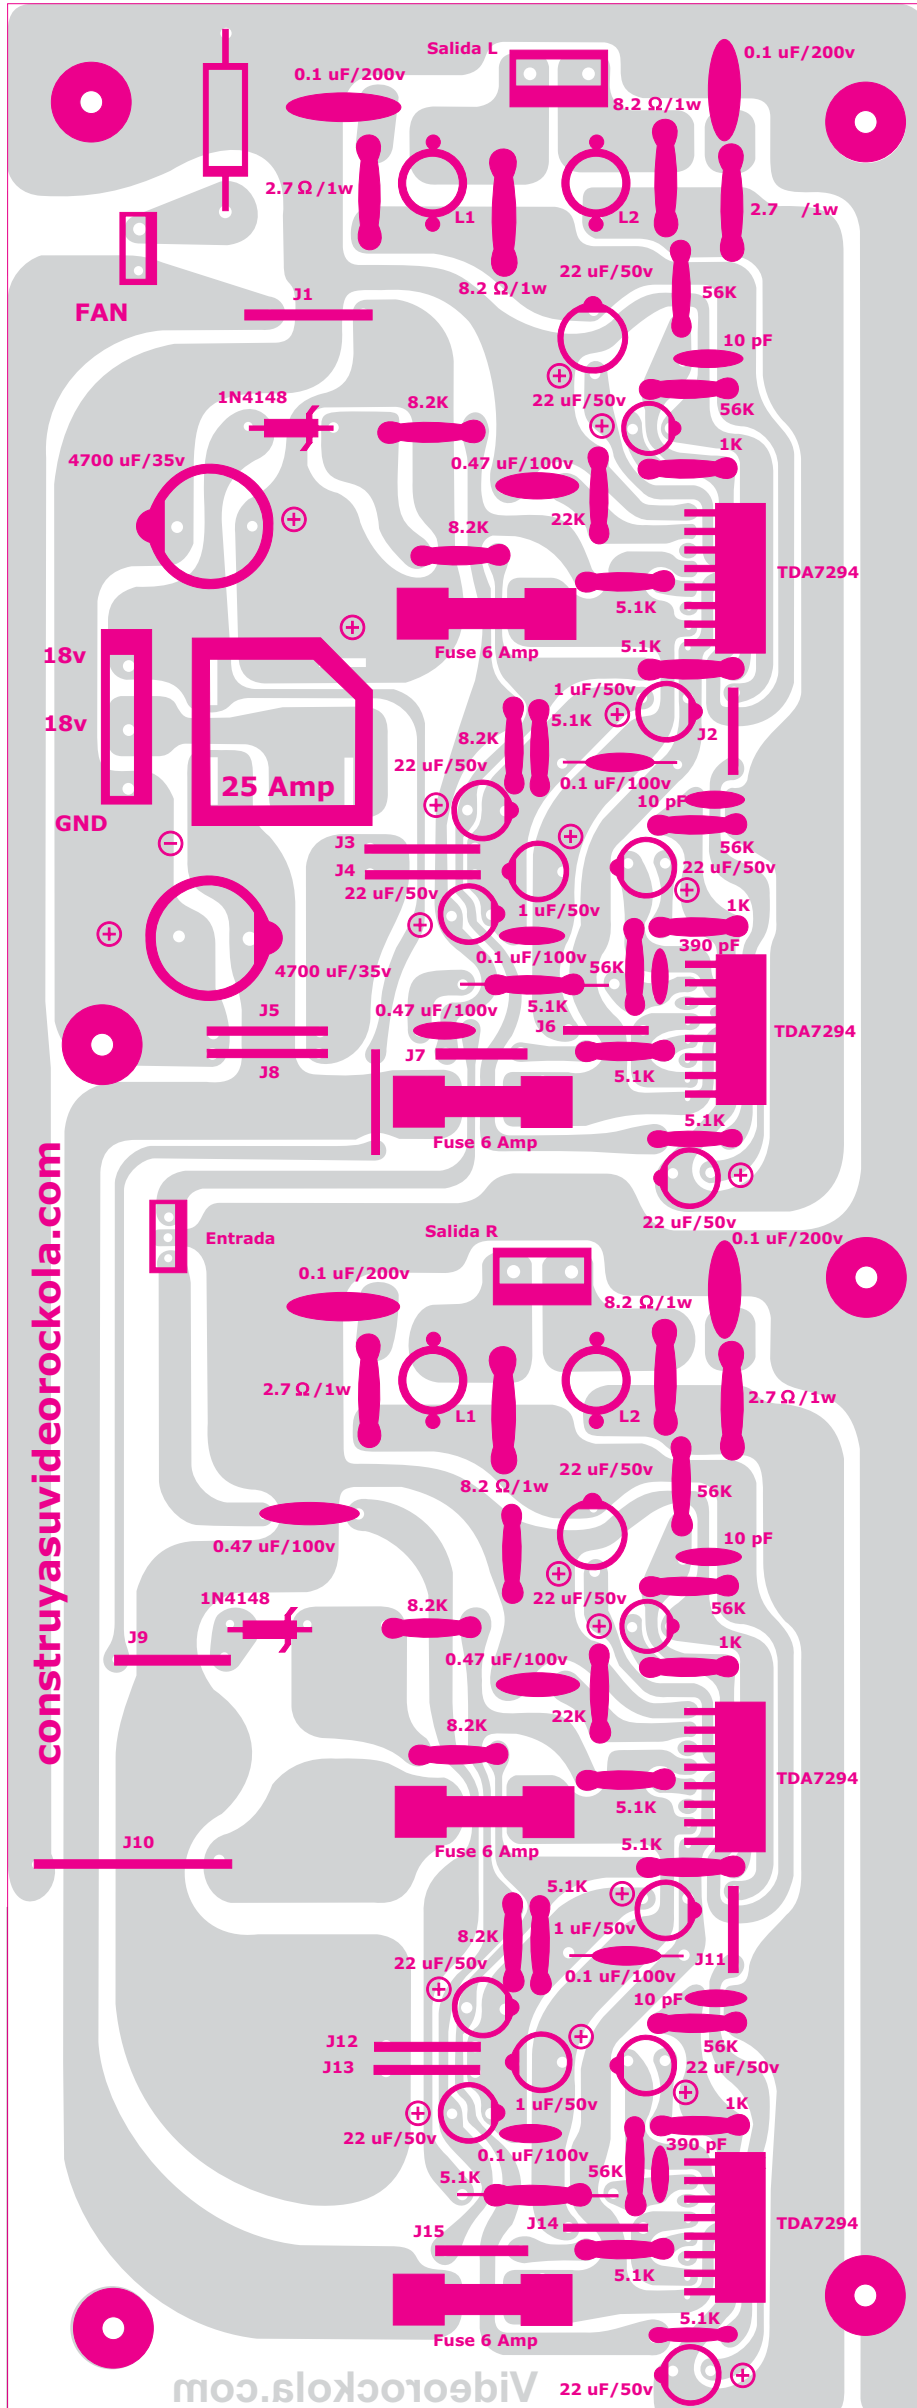 Salida L
0.1 uF/200v
0.1 uF/200v
8.2 Ω/1w
2.7 Ω/1w
L1
L2
2.7 /1w
22 uF/50v
8.2 Ω/1w
J1
56K
FAN
10 pF
1N4148
8.2K
22 uF/50v
56K
1K
4700 uF/35v
0.47 uF/100v
22K
8.2K
TDA7294
5.1K
Fuse 6 Amp
5.1K
18v
1 uF/50v
18v
5.1K
8.2K
J2
22 uF/50v
0.1 uF/100v
25 Amp
10 pF
GND
J3
56K
J4
22 uF/50v
22 uF/50v
1 uF/50v
1K
390 pF
0.1 uF/100v
56K
4700 uF/35v
5.1K
0.47 uF/100v
J5
J6
TDA7294
J7
J8
5.1K
5.1K
Fuse 6 Amp
22 uF/50v
construyasuvideorockola.com
Entrada
Salida R
0.1 uF/200v
0.1 uF/200v
8.2 Ω/1w
2.7 Ω/1w
L1
L2
2.7 Ω/1w
22 uF/50v
8.2 Ω/1w
56K
0.47 uF/100v
10 pF
1N4148
8.2K
22 uF/50v
56K
J9
1K
0.47 uF/100v
22K
8.2K
TDA7294
5.1K
J10
Fuse 6 Amp
5.1K
5.1K
8.2K
1 uF/50v
22 uF/50v
J11
0.1 uF/100v
10 pF
J12
56K
J13
22 uF/50v
1 uF/50v
1K
22 uF/50v
390 pF
0.1 uF/100v
5.1K
56K
J14
TDA7294
J15
5.1K
5.1K
Fuse 6 Amp
Videorockola.com
22 uF/50v